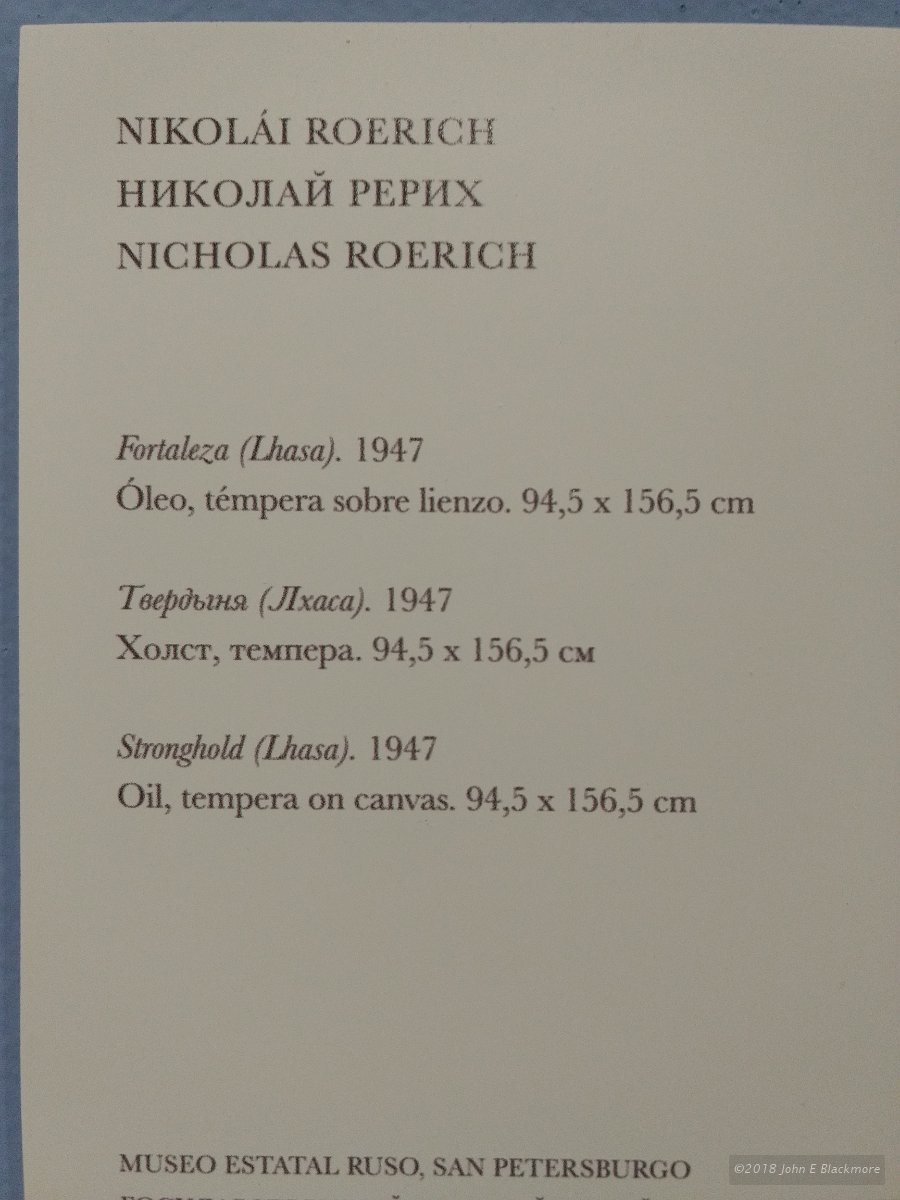 NIKOLÁI ROERICH
НИКОЛАЙ РЕРИХ
NICHOLAS ROERICH
Fortaleza (Lhasa). 1947
Óleo, témpera sobre lienzo. 94,5 x 156,5 cm
Твердыня (Лхаса). 1947
Холст, темпера. 94,5 x 156,5 см
Stronghold (Lhasa). 1947
Oil, tempera on canvas. 94,5 x 156,5 cm
MUSEO ESTATAL RUSO, SAN PETERSBURGO
©2018 John E Blackmore